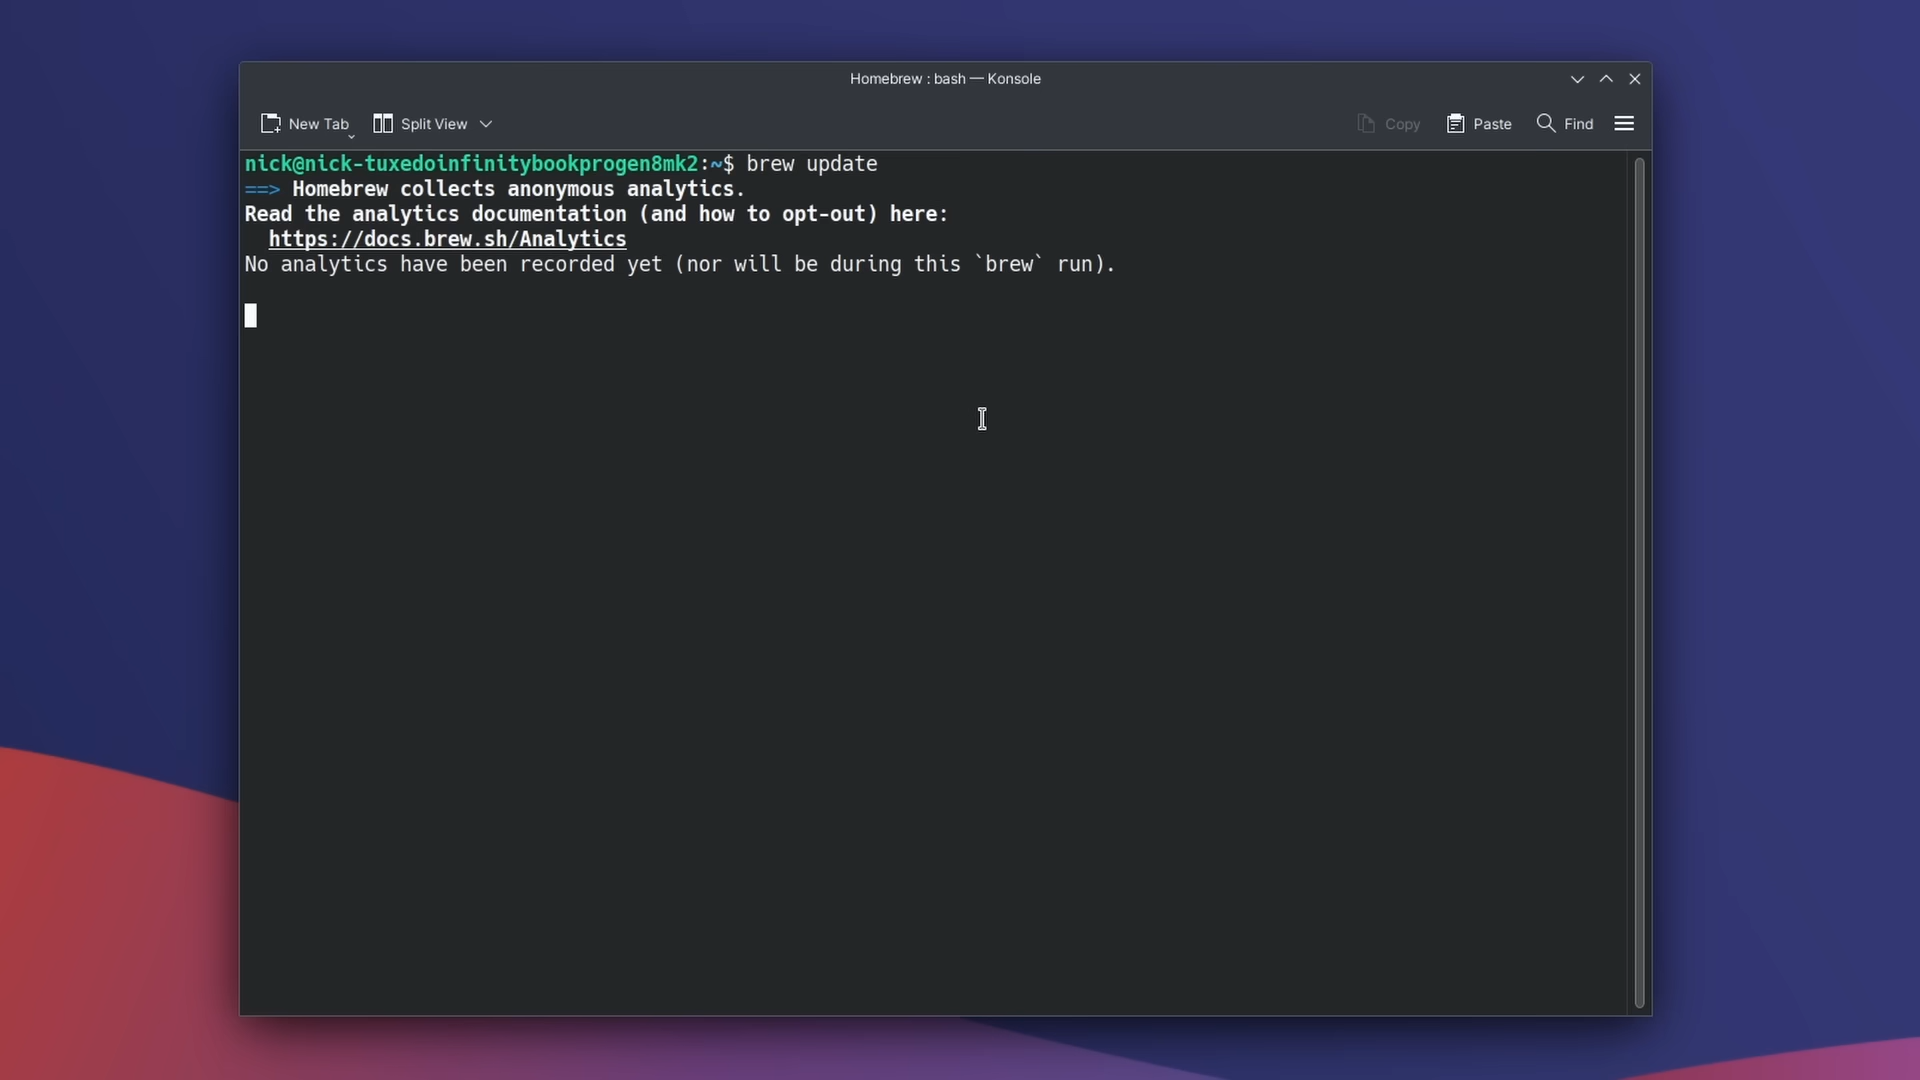 Homebrew : bash — Konsole
New Tab Split View Copy Paste Find
nick@nick-tuxedoinfinitybookprogen8mk2:~$ brew update
==> Homebrew collects anonymous analytics.
Read the analytics documentation (and how to opt-out) here:
https://docs.brew.sh/Analytics
No analytics have been recorded yet (nor will be during this `brew` run).